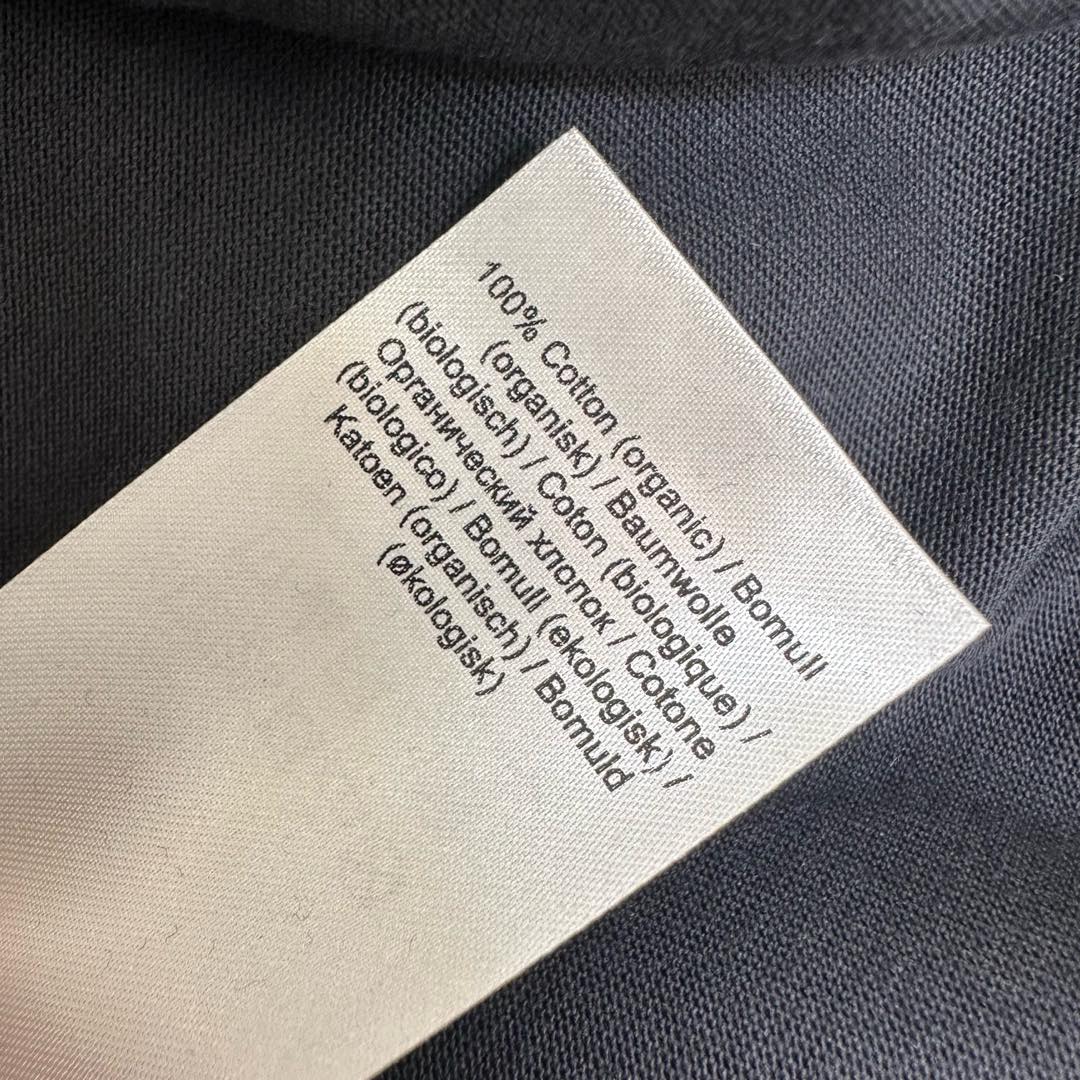 100% Cotton (organic) / Bomull
(organisk) / Baumwolle
(biologisch) / Coton (biologique) /
Органический хлопок / Cotone
(biologico) / Bomull (ekologisk) /
Katoen (organisch) / Bomuld
(økologisk)